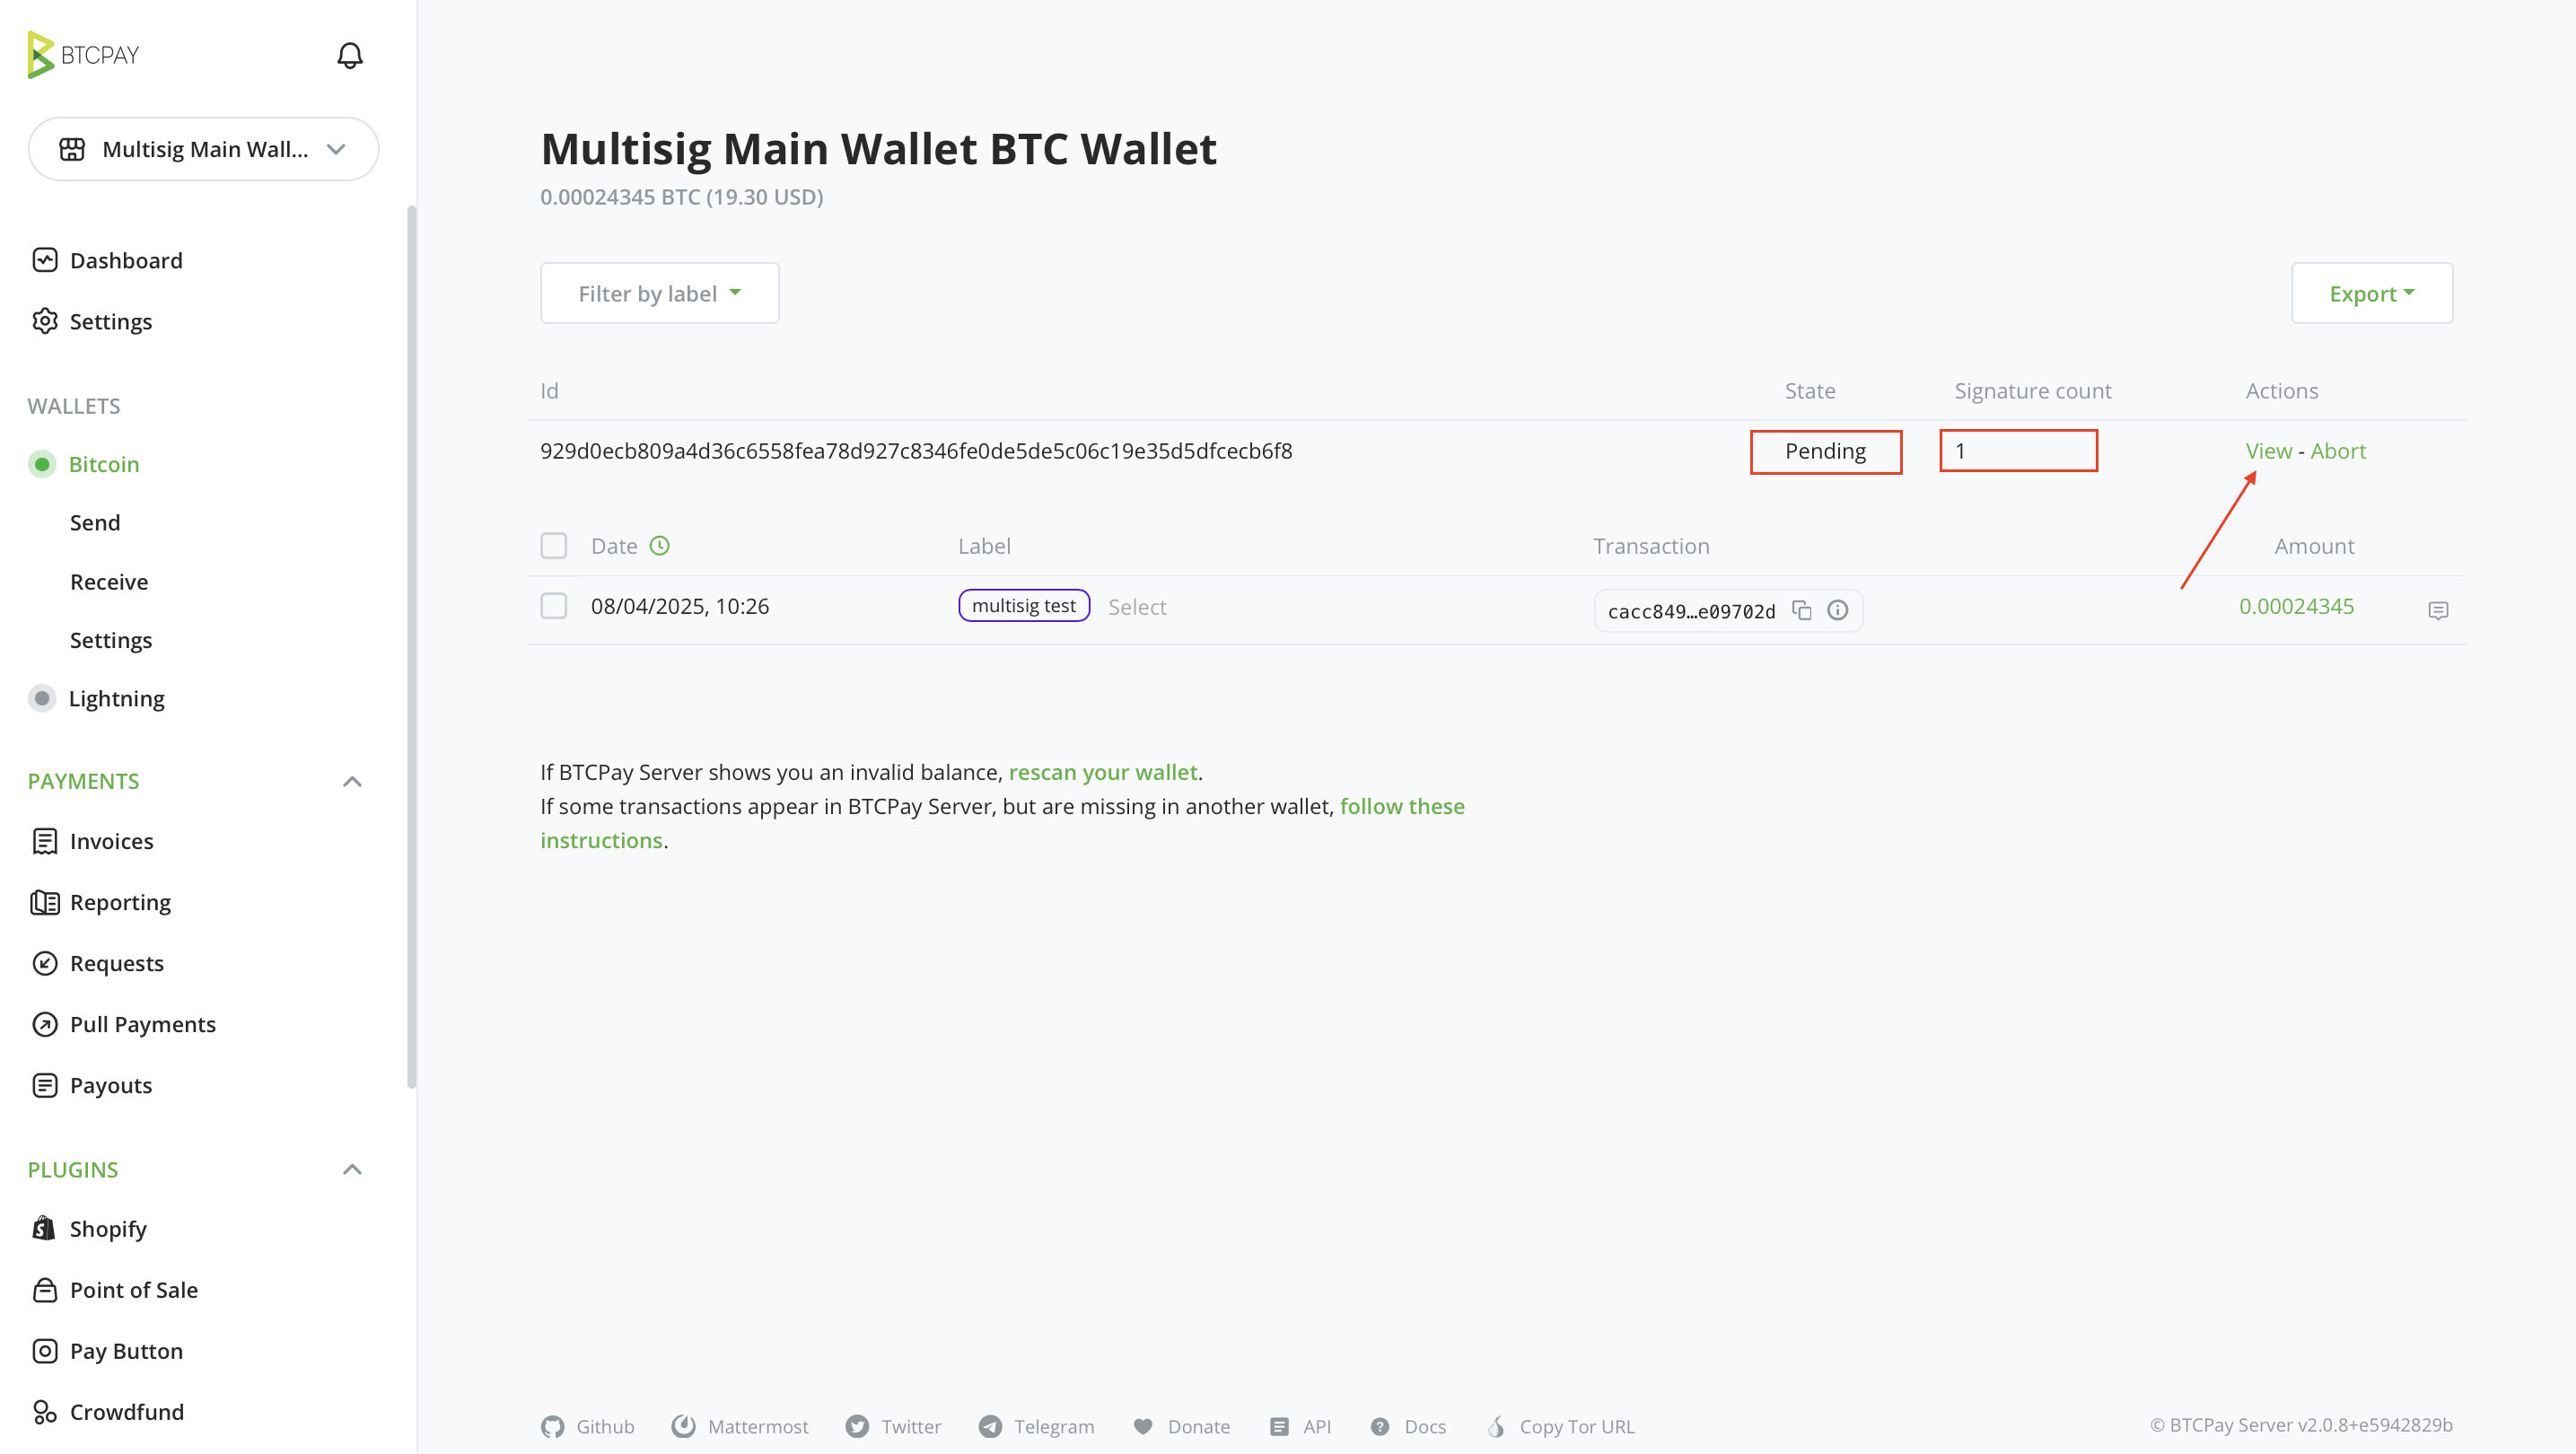 BTCPAY
Multisig Main Wall...
Dashboard
Settings
WALLETS
Bitcoin
Send
Receive
Settings
Lightning
PAYMENTS
Invoices
Reporting
Requests
Pull Payments
Payouts
PLUGINS
Shopify
Point of Sale
Pay Button
Crowdfund
Multisig Main Wallet BTC Wallet
0.00024345 BTC (19.30 USD)
Filter by label
Export
Id State Signature count Actions
929d0ecb809a4d36c6558fea78d927c8346fe0de5de5c06c19e35d5dfcecb6f8 Pending 1 View - Abort
Date Label Transaction Amount
08/04/2025, 10:26 multisig test Select cacc849…e09702d 0.00024345
If BTCPay Server shows you an invalid balance, rescan your wallet.
If some transactions appear in BTCPay Server, but are missing in another wallet, follow these
instructions.
Github Mattermost Twitter Telegram Donate API Docs Copy Tor URL © BTCPay Server v2.0.8+e5942829b